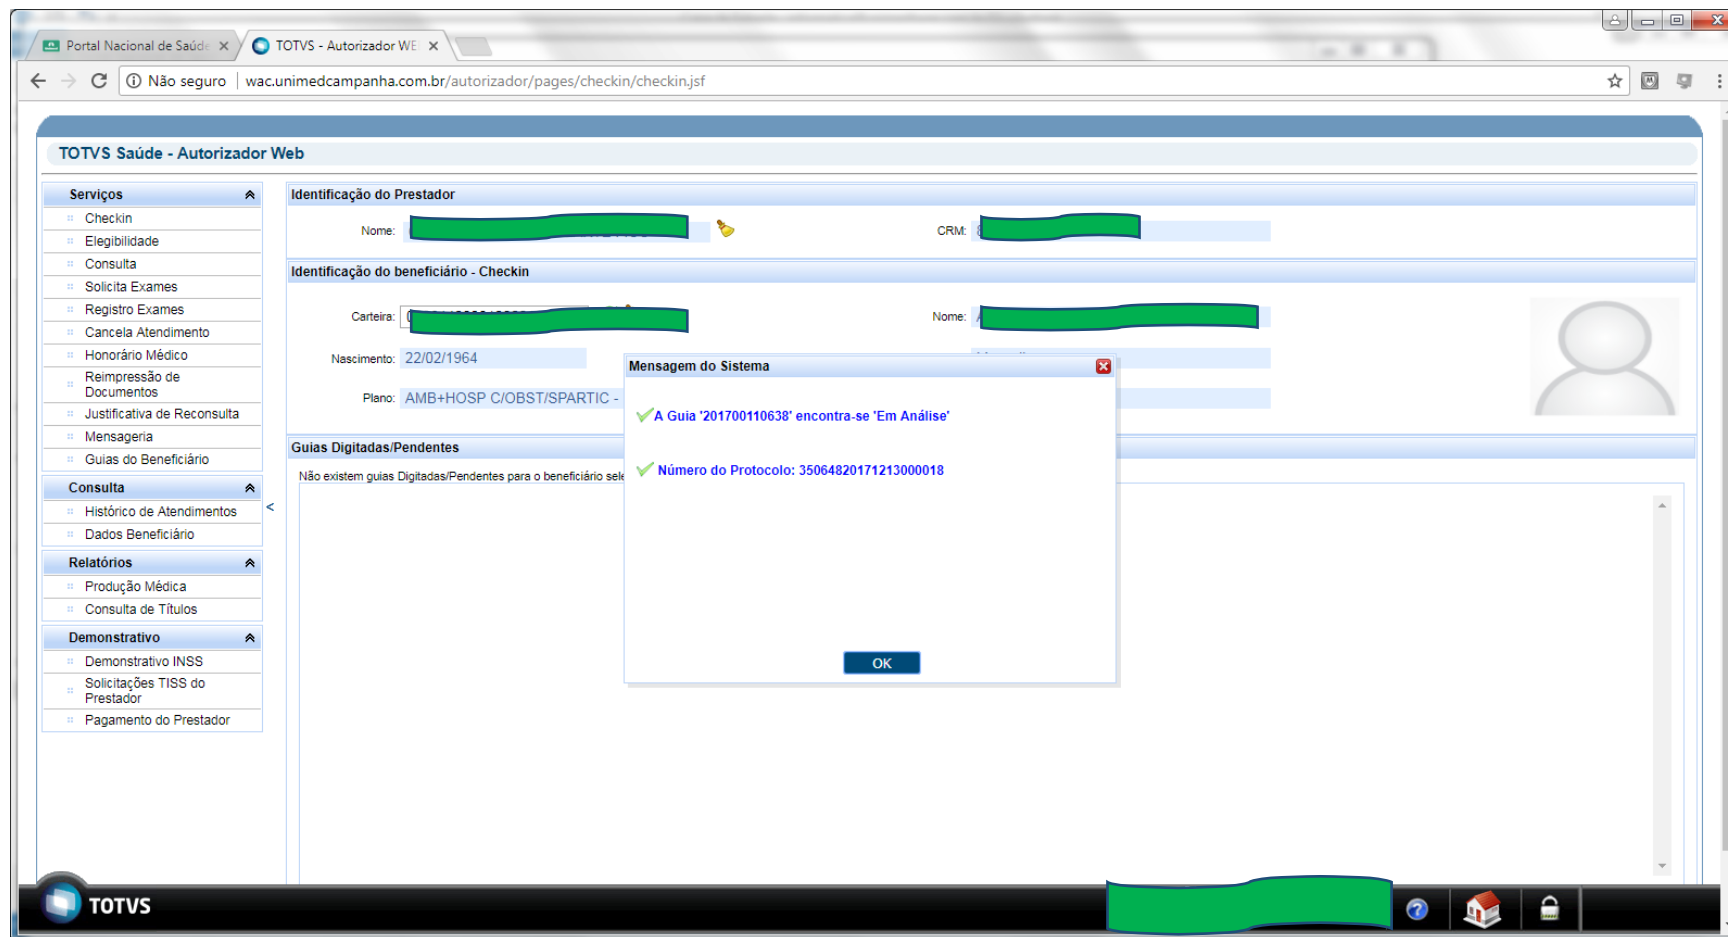 Portal Nacional de Saúde
TOTVS - Autorizador WE
Não seguro | wac.unimedcampanha.com.br/autorizador/pages/checkin/checkin.jsf
TOTVS Saúde - Autorizador Web
Serviços
Checkin
Elegibilidade
Consulta
Solicita Exames
Registro Exames
Cancela Atendimento
Honorário Médico
Reimpressão de
Documentos
Justificativa de Reconsulta
Mensageria
Guias do Beneficiário
Consulta
Histórico de Atendimentos
Dados Beneficiário
Relatórios
Produção Médica
Consulta de Títulos
Demonstrativo
Demonstrativo INSS
Solicitações TISS do
Prestador
Pagamento do Prestador
<
Identificação do Prestador
Nome:
CRM:
Identificação do beneficiário - Checkin
Carteira:
Nome:
Nascimento: 22/02/1964
Plano: AMB+HOSP C/OBST/SPARTIC -
Guias Digitadas/Pendentes
Não existem guias Digitadas/Pendentes para o beneficiário
Mensagem do Sistema
A Guia '201700110638' encontra-se 'Em Análise'
Número do Protocolo: 35064820171213000018
OK
TOTVS